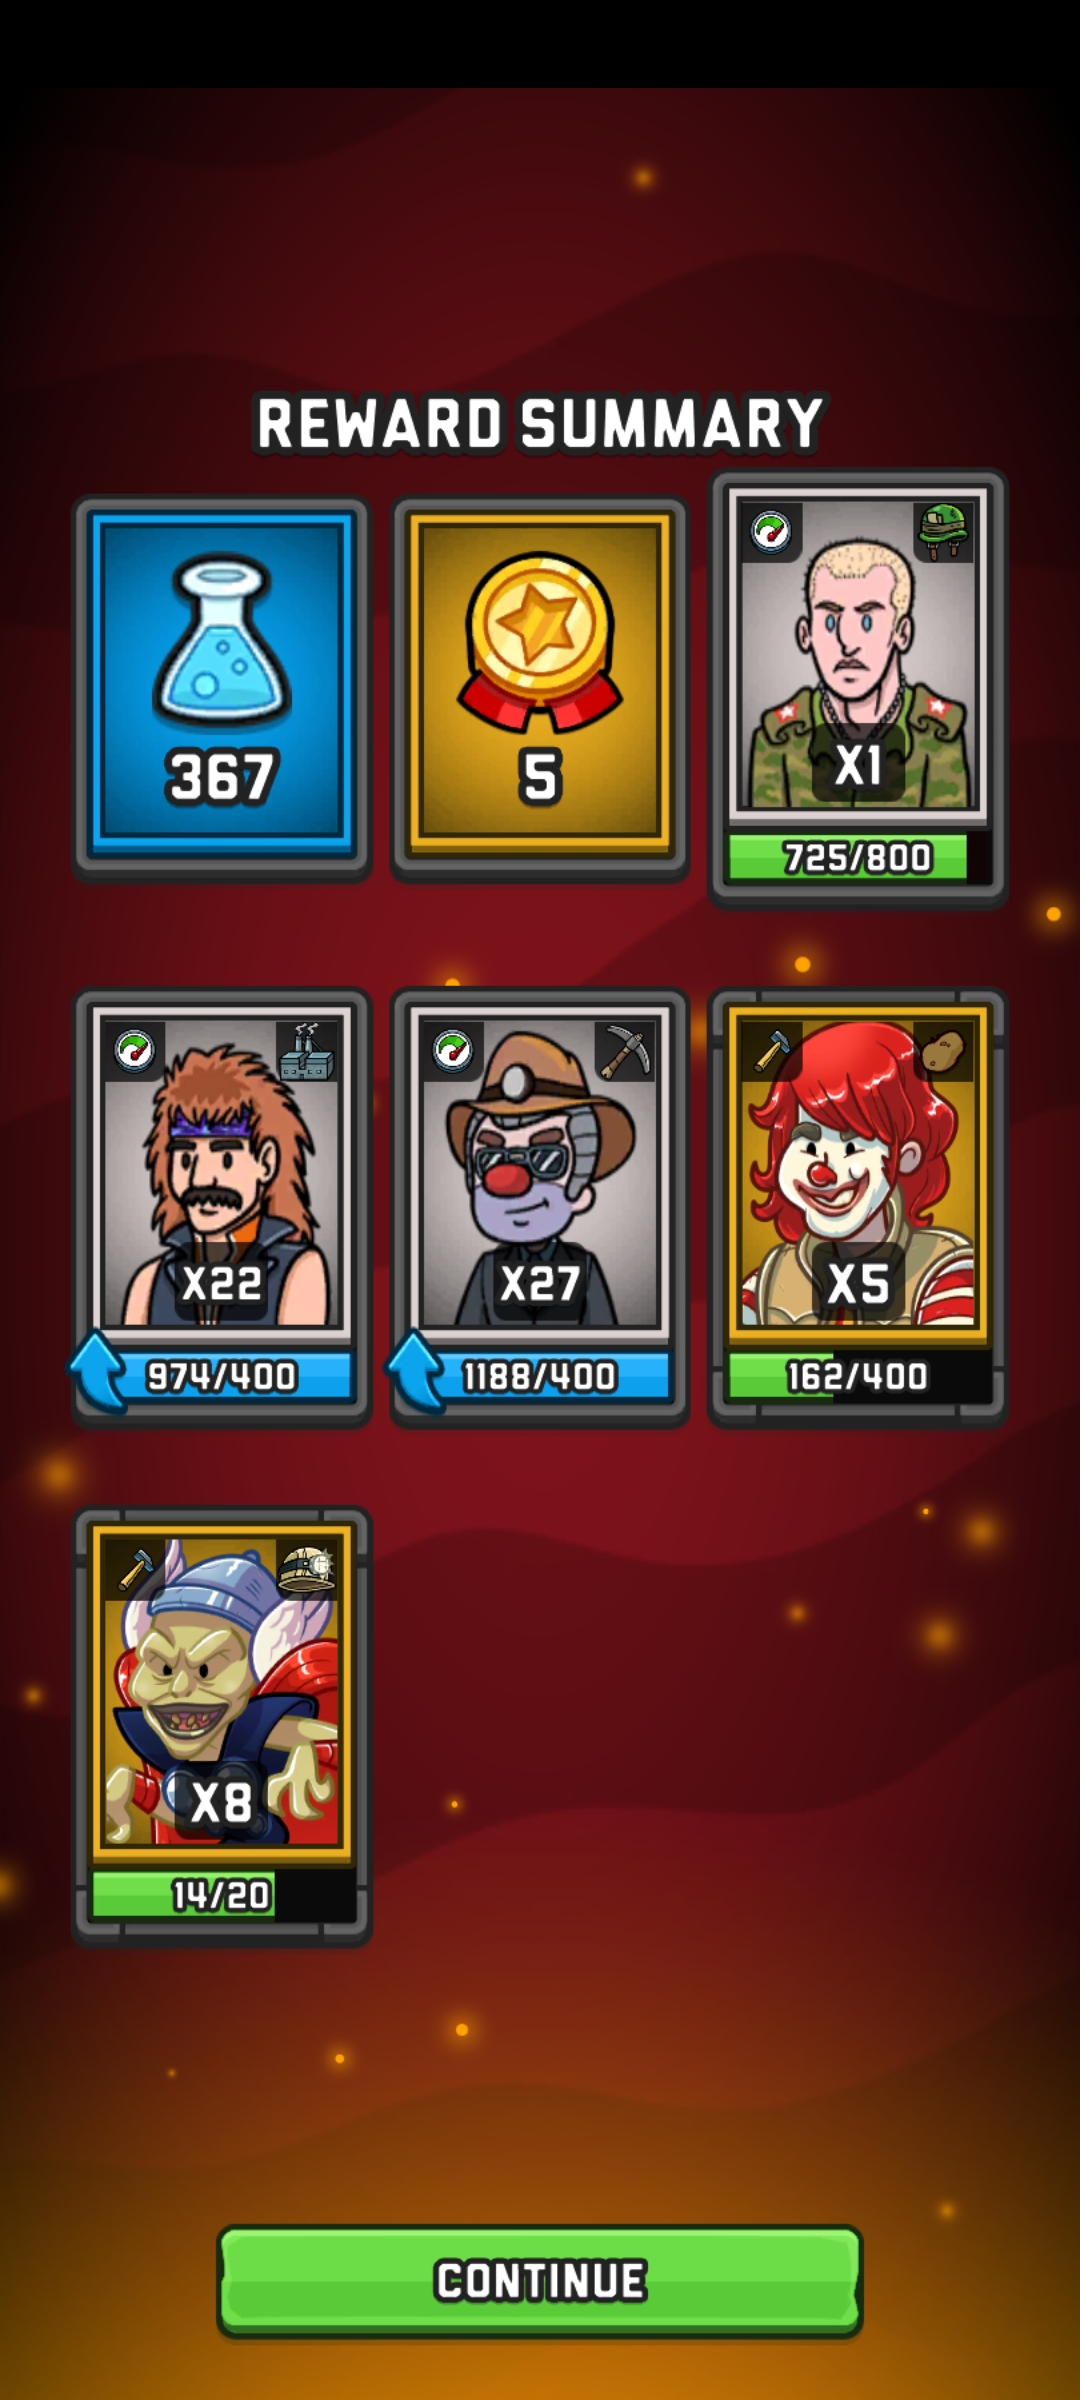 REWARD SUMMARY
367
5
X1
725/800
X22
974/400
X27
1188/400
X5
162/400
X8
14/20
CONTINUE